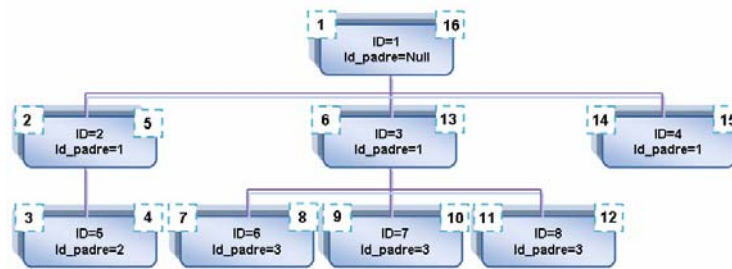 1 16
ID=1
Id_padre=Null
2 5
ID=2
Id_padre=1
6 13
ID=3
Id_padre=1
14 15
ID=4
Id_padre=1
3 4
ID=5
Id_padre=2
7 8
ID=6
Id_padre=3
9 10
ID=7
Id_padre=3
11 12
ID=8
Id_padre=3